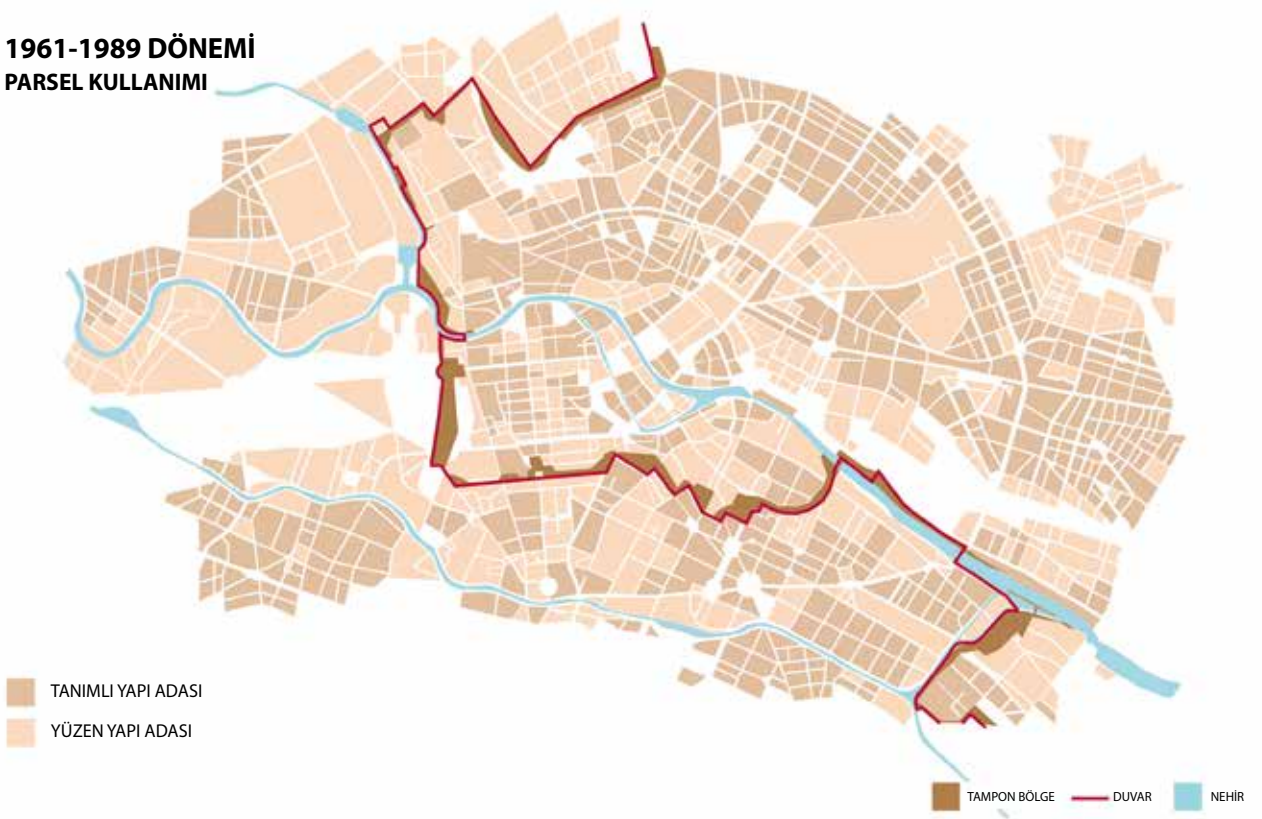 1961-1989 DÖNEMİ
PARSEL KULLANIMI
TANIMLI YAPI ADASI
YÜZEN YAPI ADASI
TAMPON BÖLGE DUVAR NEHİR